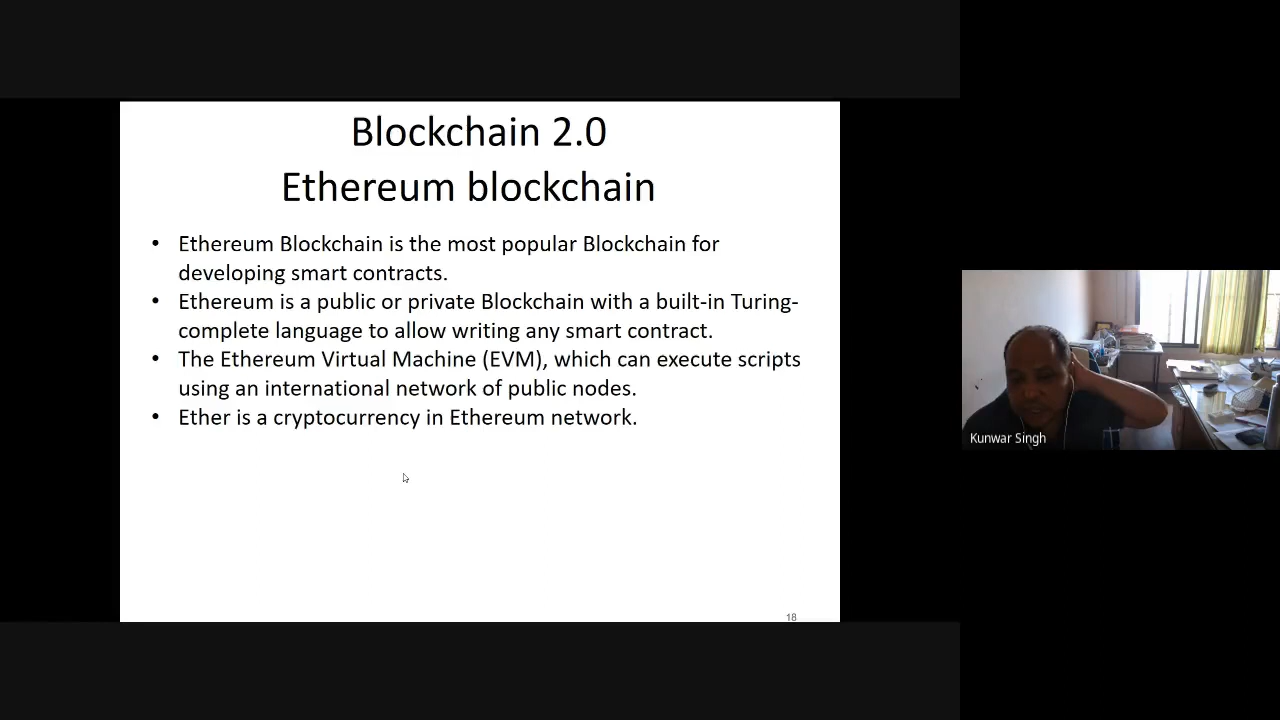 Blockchain 2.0
Ethereum blockchain
• Ethereum Blockchain is the most popular Blockchain for
developing smart contracts.
• Ethereum is a public or private Blockchain with a built-in Turing-
complete language to allow writing any smart contract.
• The Ethereum Virtual Machine (EVM), which can execute scripts
using an international network of public nodes.
• Ether is a cryptocurrency in Ethereum network.
18
Kunwar Singh